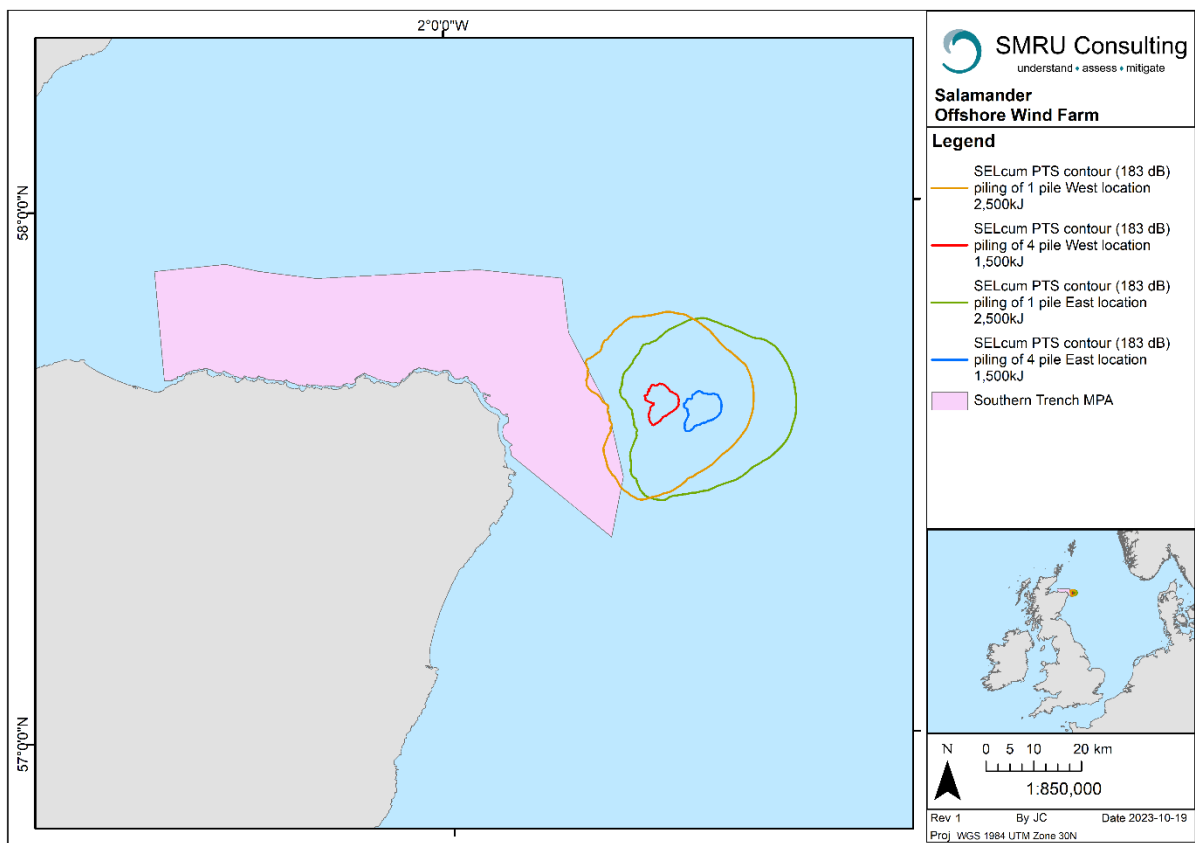 2°0'0"W
58°0'0"N
57°0'0"N
SMRU Consulting
understand • assess • mitigate
Salamander
Offshore Wind Farm
Legend
SELcum PTS contour (183 dB)
piling of 1 pile West location
2,500kJ
SELcum PTS contour (183 dB)
piling of 4 pile West location
1,500kJ
SELcum PTS contour (183 dB)
piling of 1 pile East location
2,500kJ
SELcum PTS contour (183 dB)
piling of 4 pile East location
1,500kJ
Southern Trench MPA
N 0 5 10 20 km
1:850,000
Rev 1 By JC Date 2023-10-19
Proj WGS 1984 UTM Zone 30N